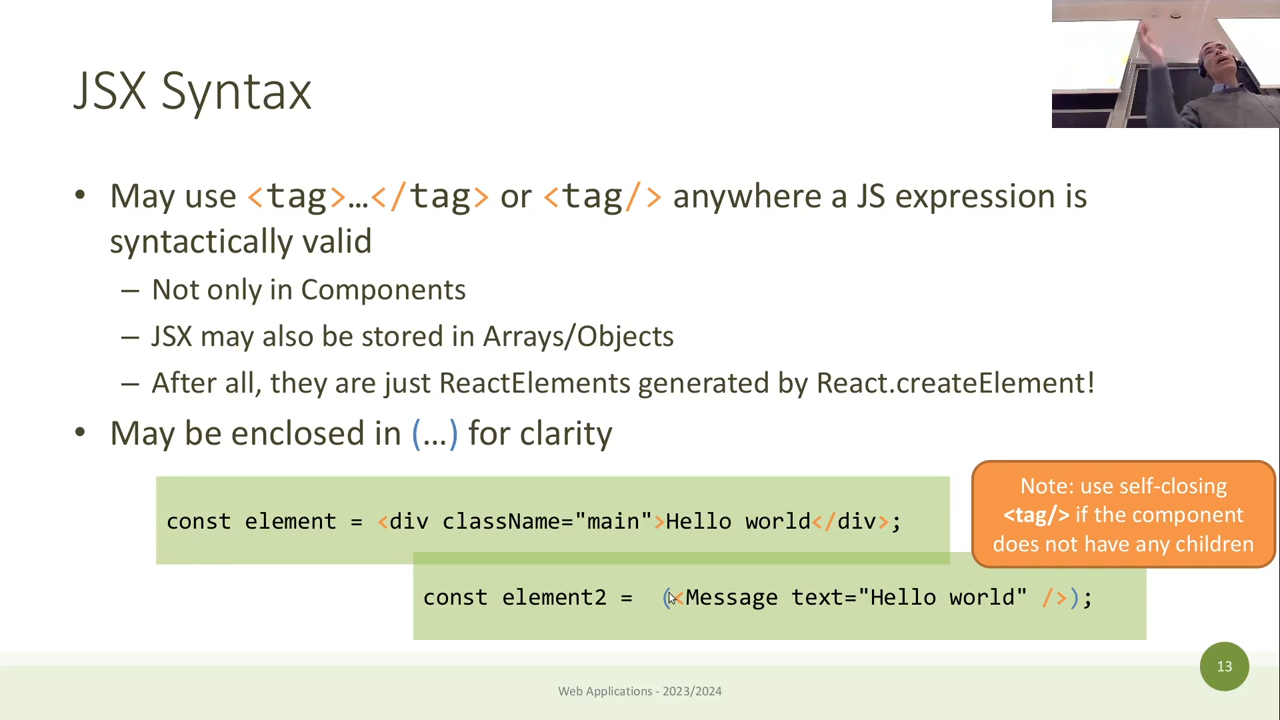 JSX Syntax
• May use <tag>…</tag> or <tag/> anywhere a JS expression is
syntactically valid
– Not only in Components
– JSX may also be stored in Arrays/Objects
– After all, they are just ReactElements generated by React.createElement!
• May be enclosed in (…) for clarity
const element = <div className="main">Hello world</div>;
Note: use self-closing
<tag/> if the component
does not have any children
const element2 =  (<Message text="Hello world" />);
13
Web Applications - 2023/2024